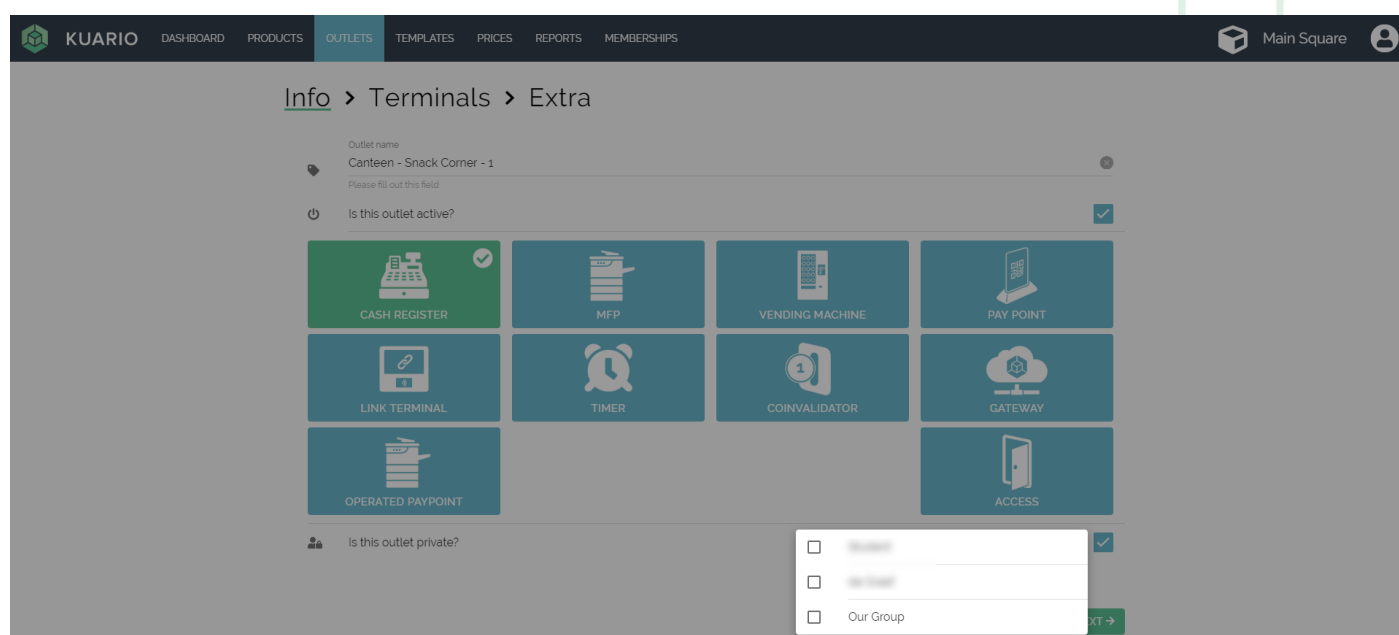 KUARIO DASHBOARD PRODUCTS OUTLETS TEMPLATES PRICES REPORTS MEMBERSHIPS Main Square
Info > Terminals > Extra
Outlet name
Canteen - Snack Corner - 1
Please fill out this field
Is this outlet active?
CASH REGISTER MFP VENDING MACHINE PAY POINT
1
LINK TERMINAL TIMER COINVALIDATOR GATEWAY
OPERATED PAYPOINT ACCESS
Is this outlet private?
Our Group